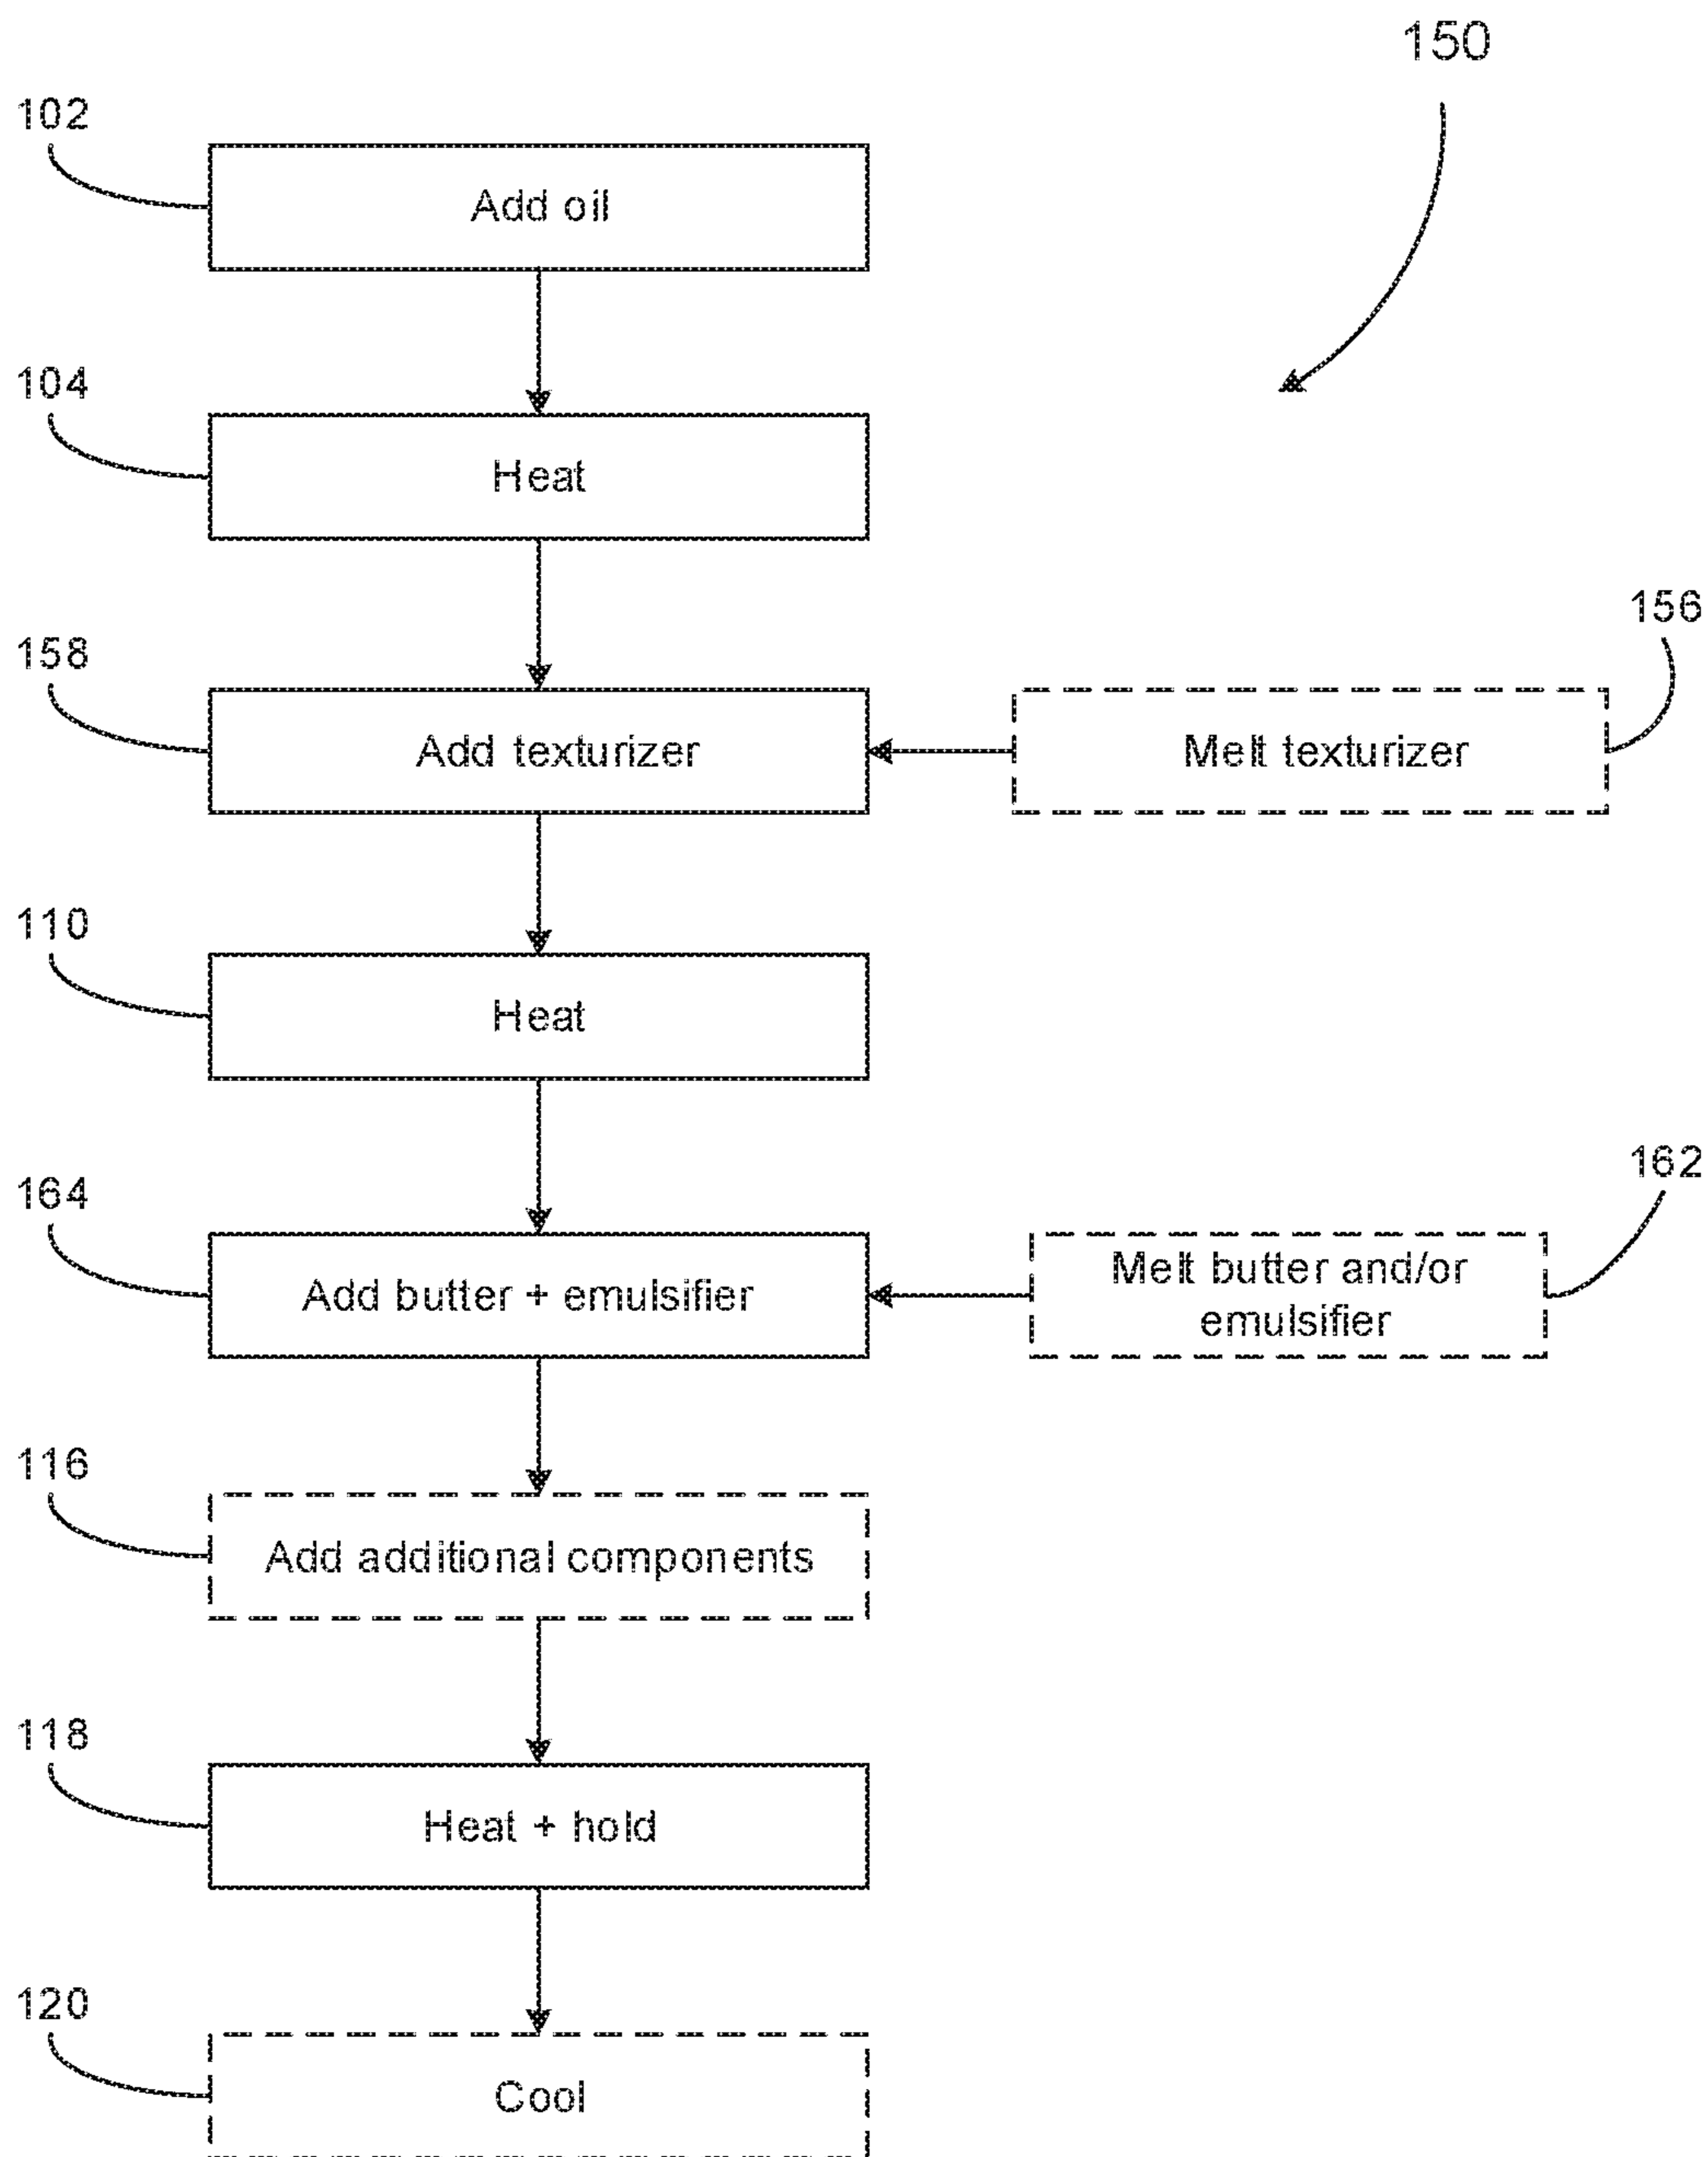 150
102
Add oil
104
Heat
156
158
Add texturizer
Melt texturizer
110
Heat
162
164
Add butter + emulsifier
Melt butter and/or
emulsifier
116
Add additional components
118
Heat + hold
120
Cool